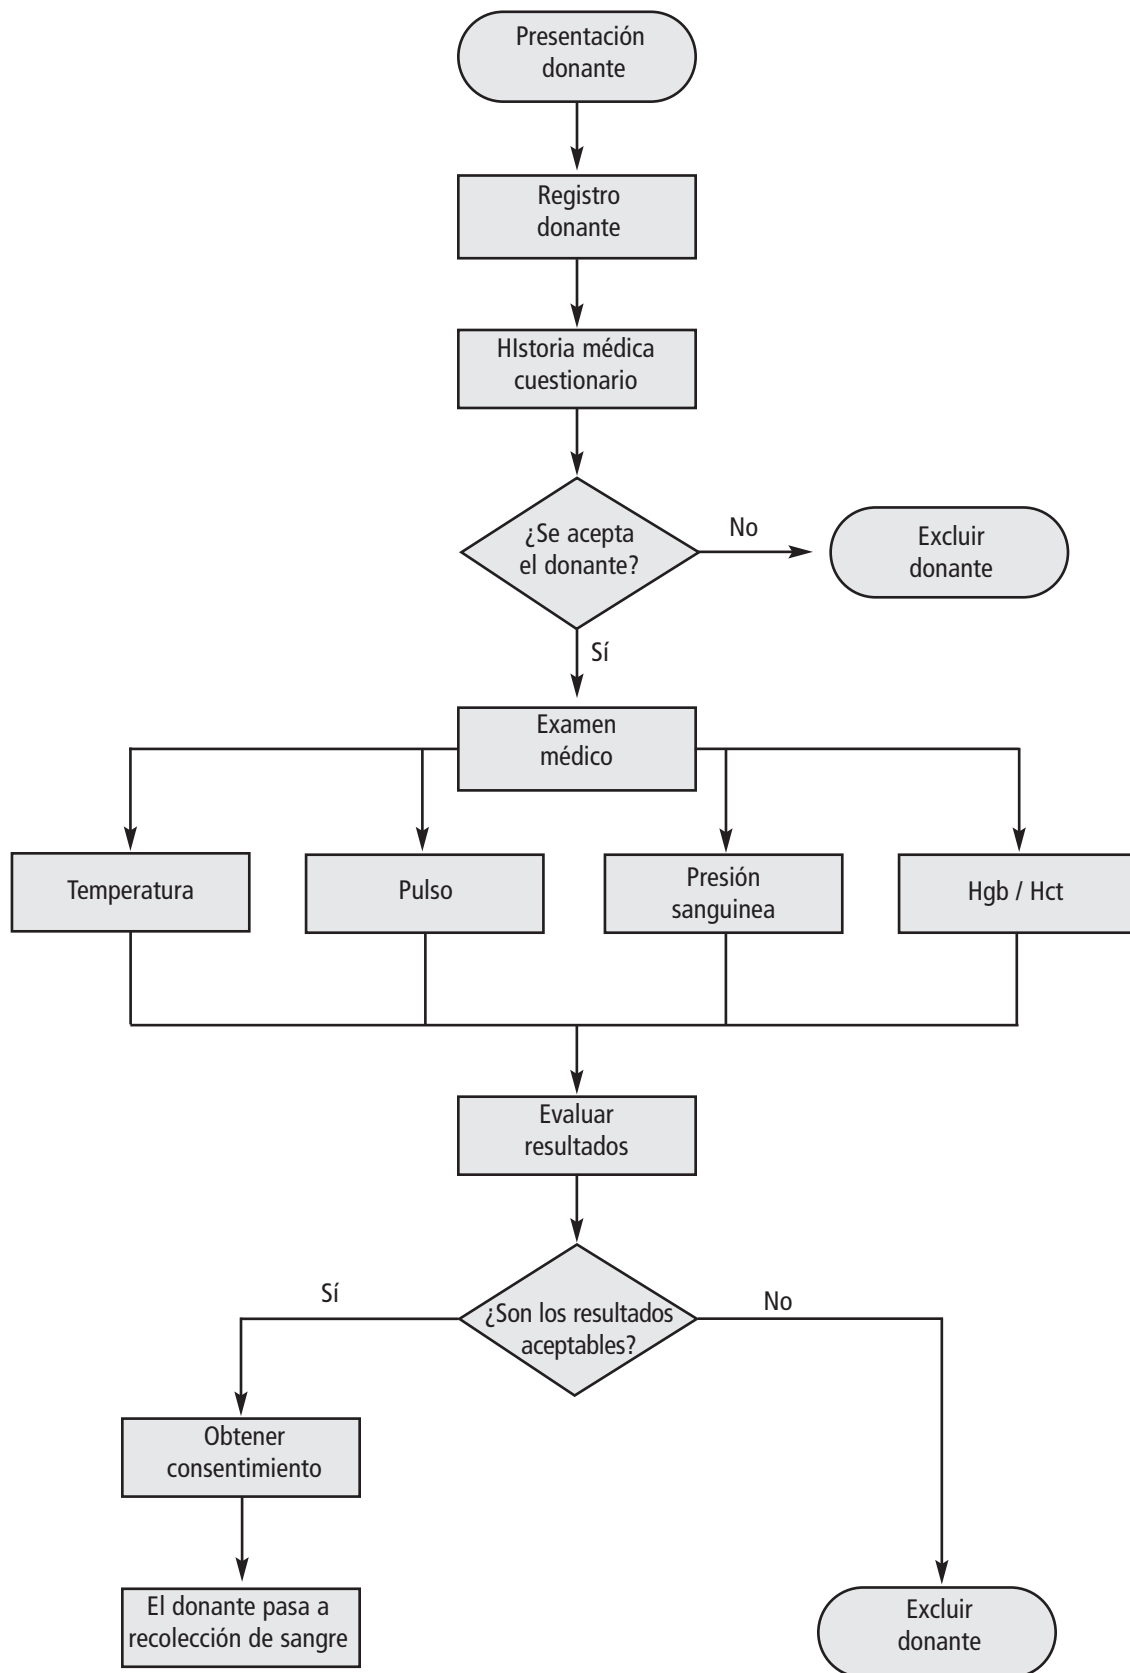 Presentación
donante
Registro
donante
HIstoria médica
cuestionario
¿Se acepta
el donante?
No
Excluir
donante
Sí
Examen
médico
Temperatura
Pulso
Presión
sanguinea
Hgb / Hct
Evaluar
resultados
Sí
¿Son los resultados
aceptables?
No
Obtener
consentimiento
El donante pasa a
recolección de sangre
Excluir
donante